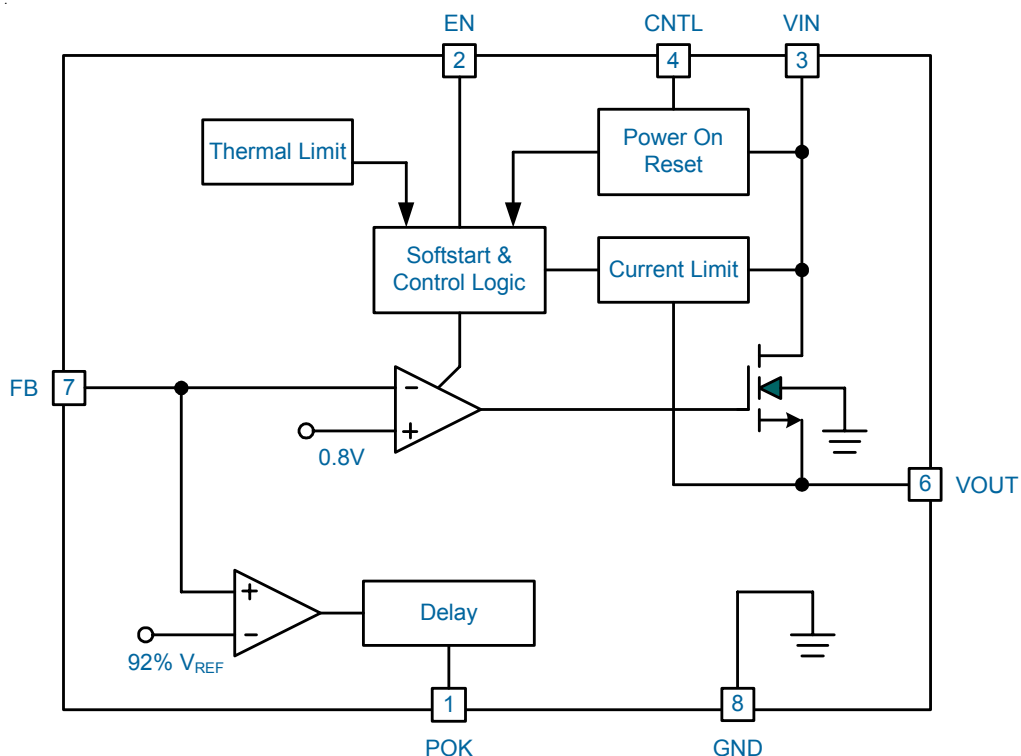 EN
CNTL
VIN
2
4
3
Thermal Limit
Power On
Reset
Softstart &
Control Logic
Current Limit
FB
7
−
+
0.8V
6
VOUT
+
−
92% VREF
Delay
1
8
POK
GND